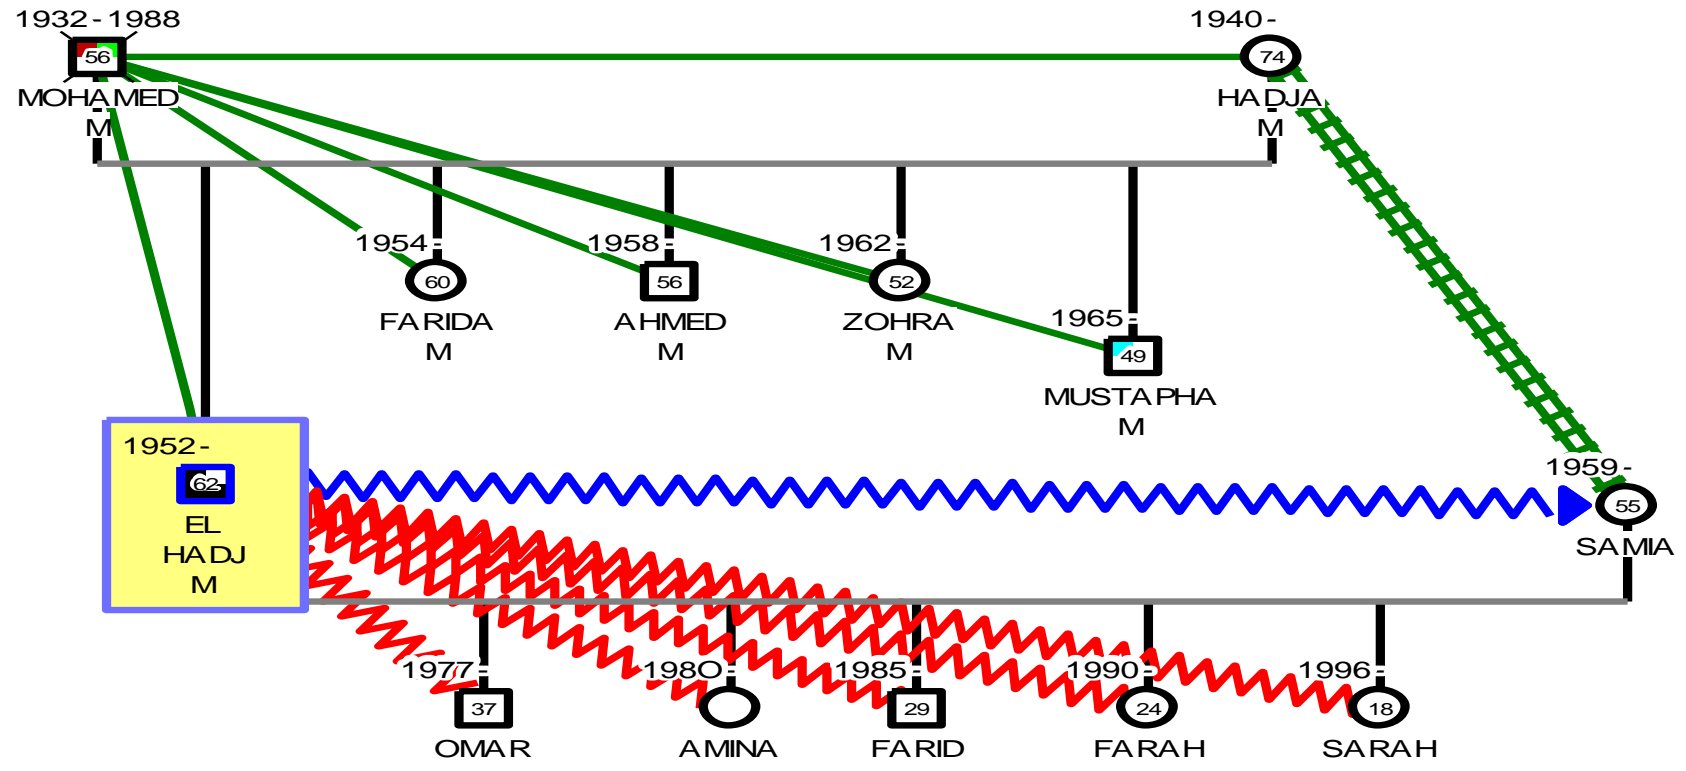 1932-1988
56
MOHAMED
M
1940-
74
HADJA
M
1954-
60
FARIDA
M
1958-
56
AHMED
M
1962-
52
ZOHRA
M
1965-
49
MUSTAPHA
M
1952-
62
EL
HADJ
M
1959-
55
SAMIA
1977-
37
OMAR
198O-
AMINA
1985-
29
FARID
1990-
24
FARAH
1996-
18
SARAH